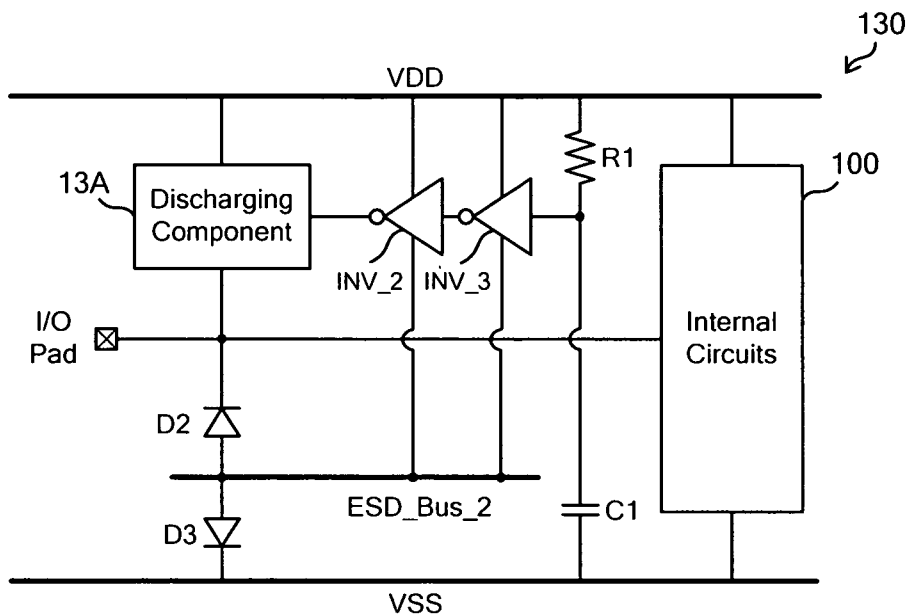 130
VDD
R1
13A
Discharging
Component
100
INV_2
INV_3
I/O
Pad
Internal
Circuits
D2
ESD_Bus_2
C1
D3
VSS